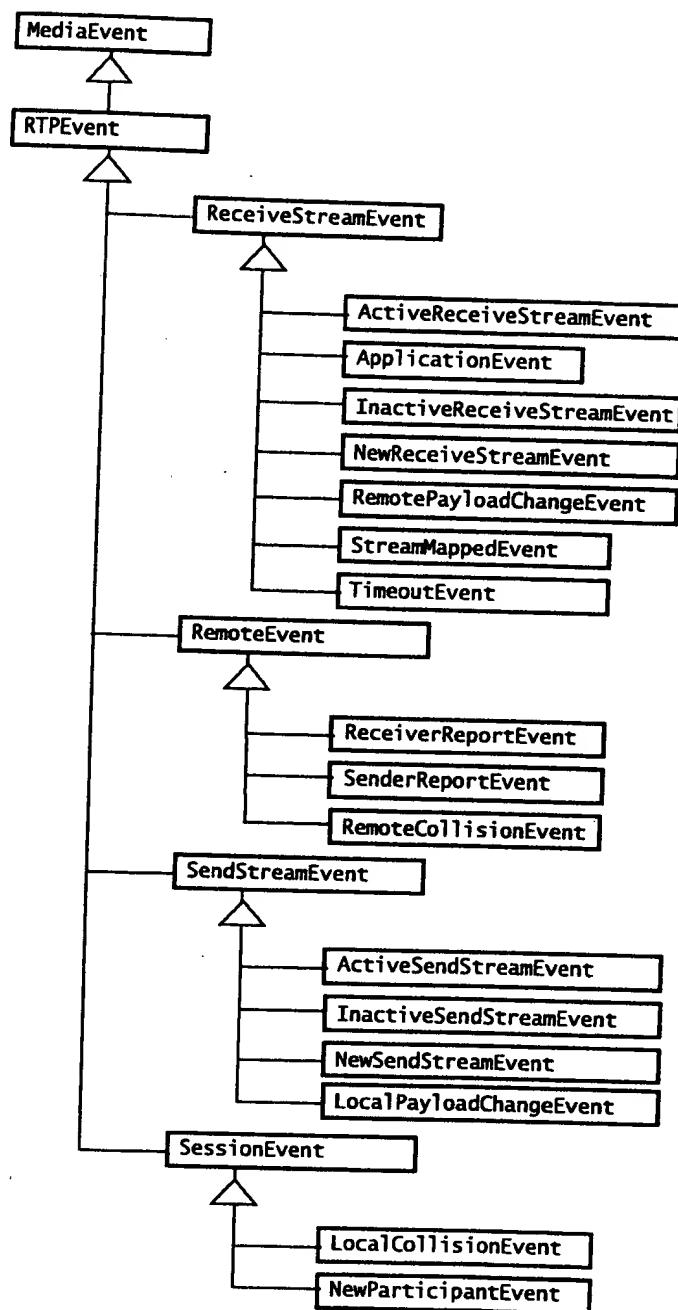 MediaEvent
RTPEvent
ReceiveStreamEvent
ActiveReceiveStreamEvent
ApplicationEvent
InactiveReceiveStreamEvent
NewReceiveStreamEvent
RemotePayloadChangeEvent
StreamMappedEvent
TimeoutEvent
RemoteEvent
ReceiverReportEvent
SenderReportEvent
RemoteCollisionEvent
SendStreamEvent
ActiveSendStreamEvent
InactiveSendStreamEvent
NewSendStreamEvent
LocalPayloadChangeEvent
SessionEvent
LocalCollisionEvent
NewParticipantEvent